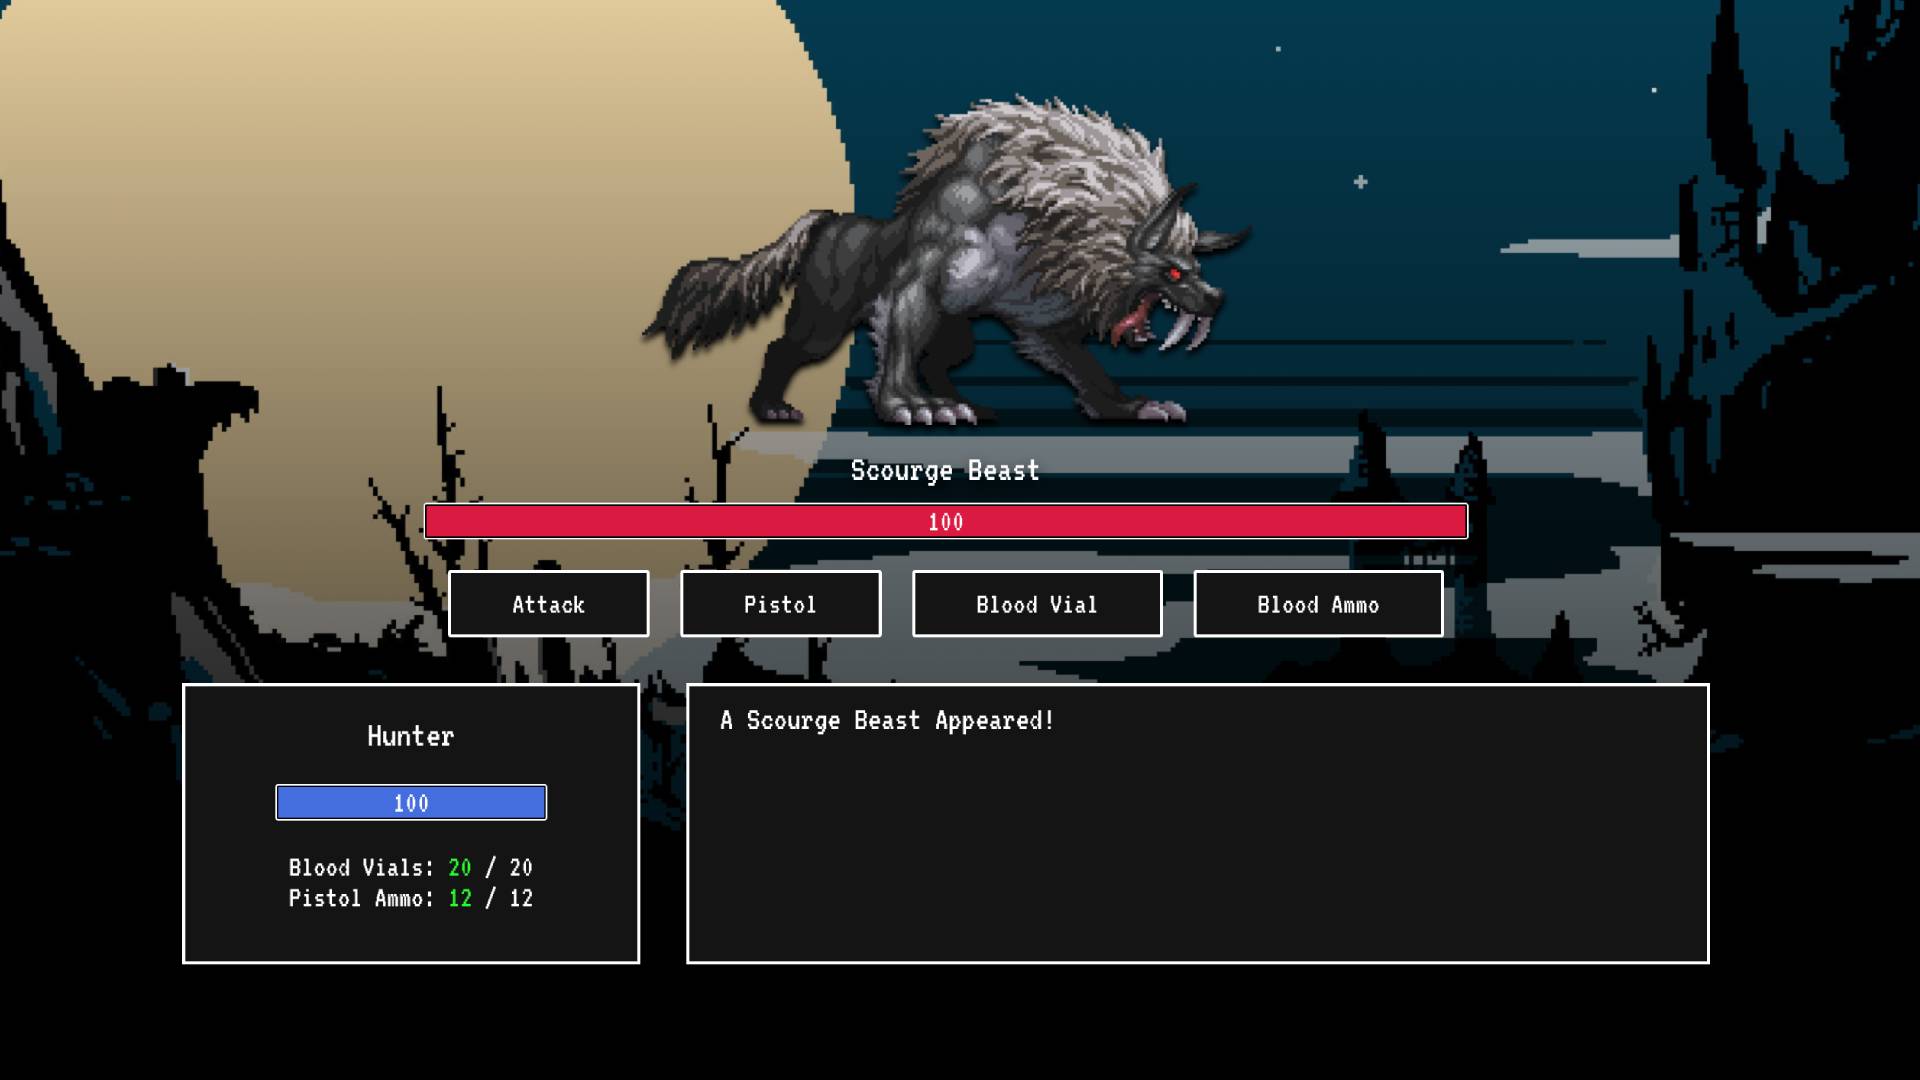 Scourge Beast
100
Attack
Pistol
Blood Vial
Blood Ammo
Hunter
100
Blood Vials: 20 / 20
Pistol Ammo: 12 / 12
A Scourge Beast Appeared!